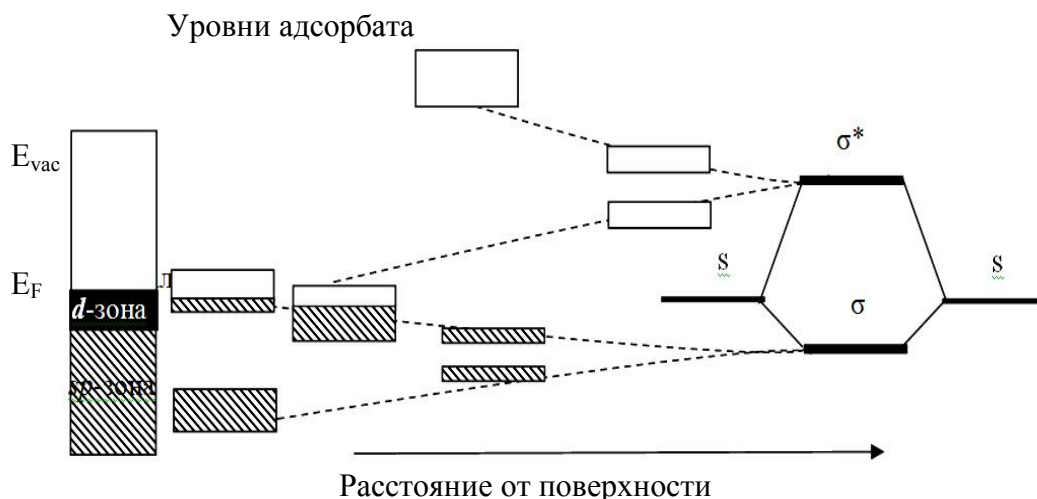 Уровни адсорбата
E_vac
σ*
s
s
E_F
л
d-зона
σ
sp-зона
Расстояние от поверхности